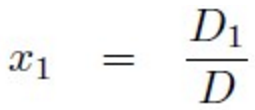 x₁ = D₁/D